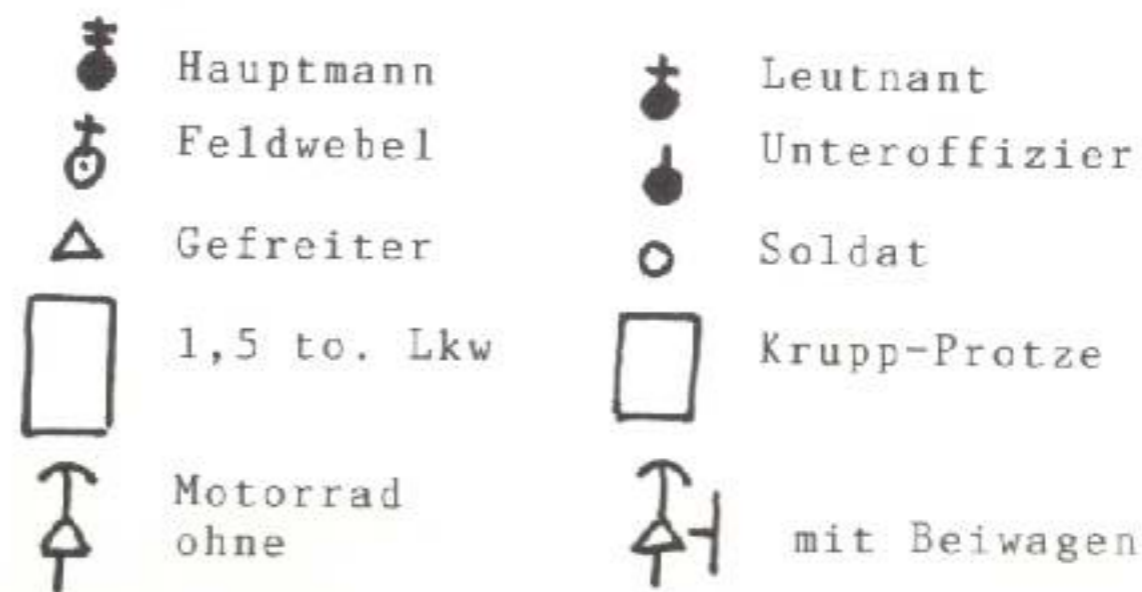 Hauptmann
Leutnant
Feldwebel
Unteroffizier
Gefreiter
Soldat
1,5 to. Lkw
Krupp-Protze
Motorrad
ohne
mit Beiwagen